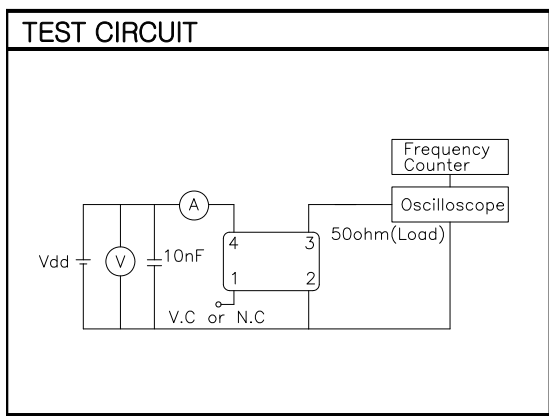 TEST CIRCUIT
Frequency
Counter
A
Oscilloscope
4
3
50ohm(Load)
Vdd
V
10nF
1
2
V.C or N.C